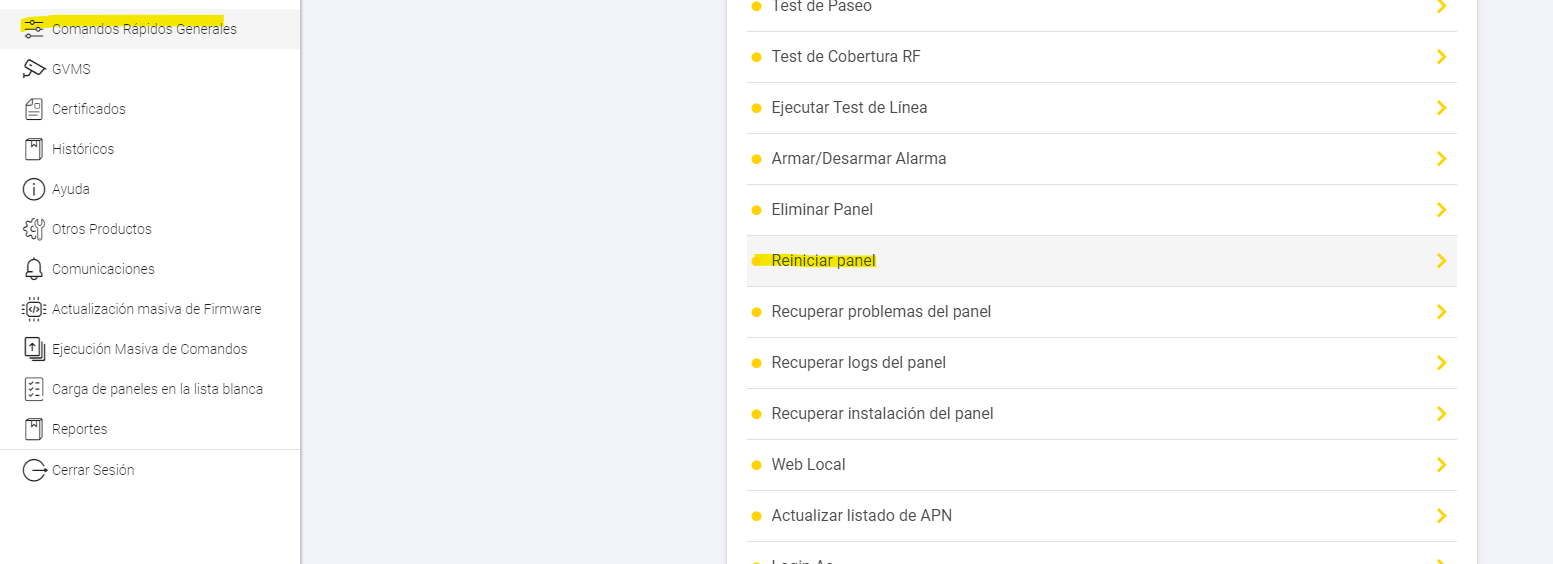 Comandos Rápidos Generales
GVMS
Certificados
Históricos
Ayuda
Otros Productos
Comunicaciones
Actualización masiva de Firmware
Ejecución Masiva de Comandos
Carga de paneles en la lista blanca
Reportes
Cerrar Sesión
Test de Paseo
Test de Cobertura RF
Ejecutar Test de Línea
Armar/Desarmar Alarma
Eliminar Panel
Reiniciar panel
Recuperar problemas del panel
Recuperar logs del panel
Recuperar instalación del panel
Web Local
Actualizar listado de APN